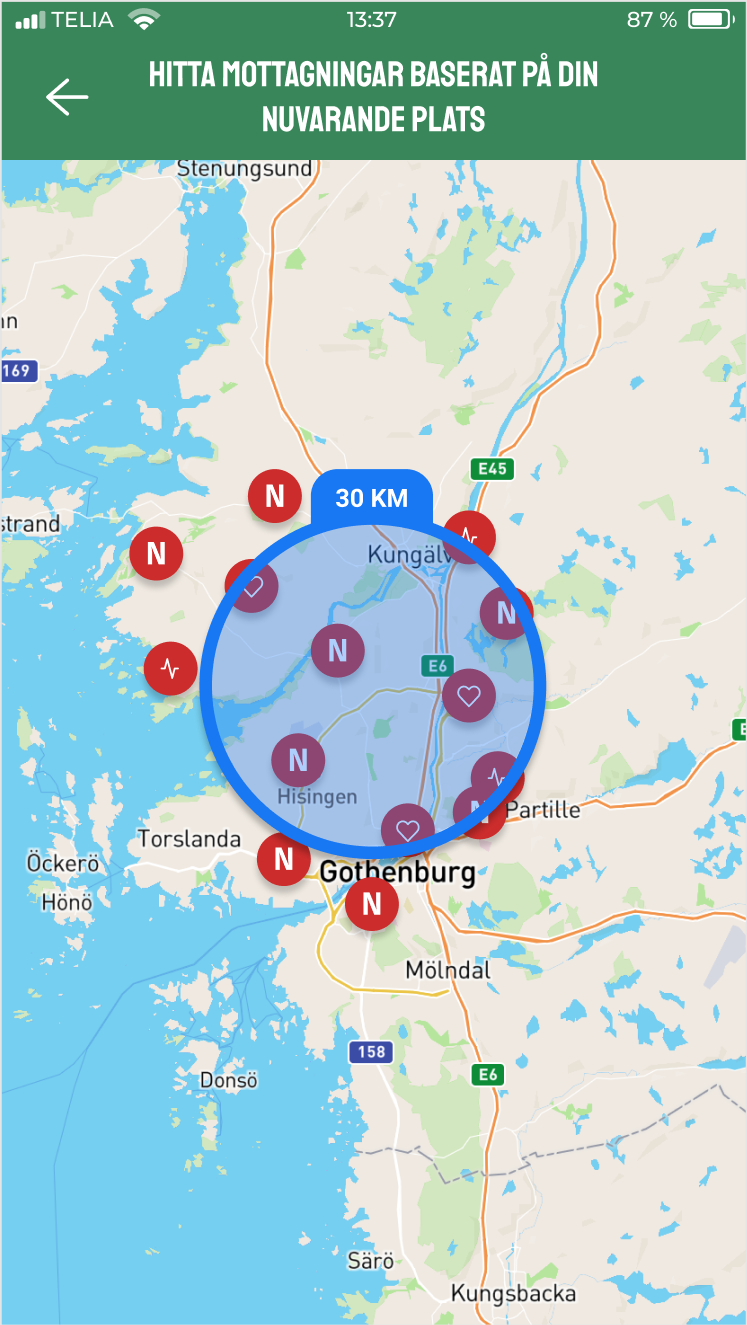 TELIA 13:37 87 %
HITTA MOTTAGNINGAR BASERAT PÅ DIN
NUVARANDE PLATS
Stenungsund
169
E45
N
30 KM
strand
N
Kungälv
N
N
E6
N
Hisingen
N
Partille
Torslanda
N
Öckerö
Gothenburg
Hönö
N
Mölndal
158
E6
Donsö
Särö
Kungsbacka